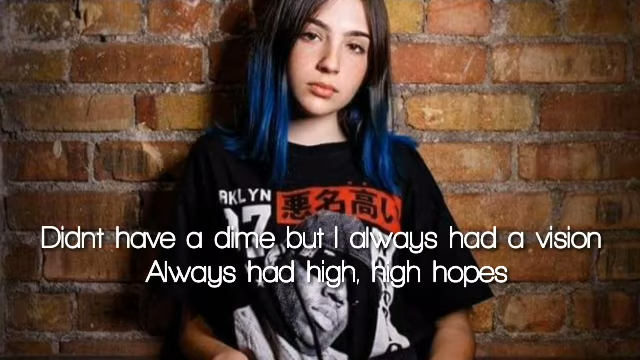 RKLYN
悪名高い
Didnt have a dime but I always had a vision
Always had high, high hopes